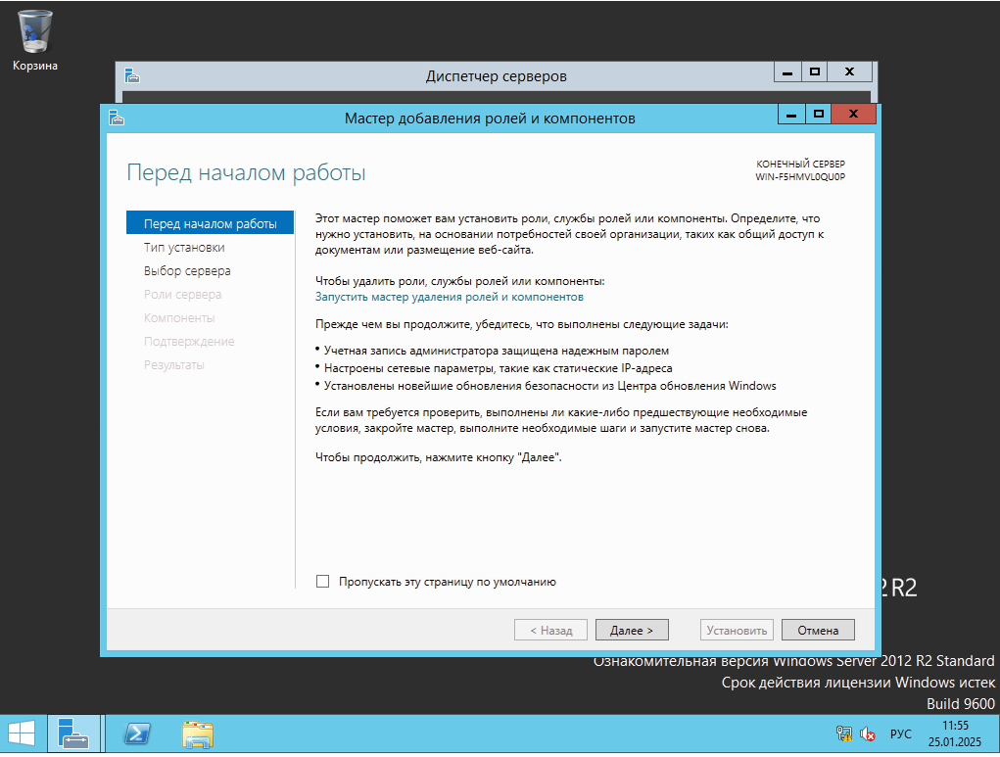 Корзина
Диспетчер серверов
Мастер добавления ролей и компонентов
Перед началом работы
КОНЕЧНЫЙ СЕРВЕР
WIN-F5HMVL0QU0P
Перед началом работы
Тип установки
Выбор сервера
Роли сервера
Компоненты
Подтверждение
Результаты
Этот мастер поможет вам установить роли, службы ролей или компоненты. Определите, что
нужно установить, на основании потребностей своей организации, таких как общий доступ к
документам или размещение веб-сайта.
Чтобы удалить роли, службы ролей или компоненты:
Запустить мастер удаления ролей и компонентов
Прежде чем вы продолжите, убедитесь, что выполнены следующие задачи:
• Учетная запись администратора защищена надежным паролем
• Настроены сетевые параметры, такие как статические IP-адреса
• Установлены новейшие обновления безопасности из Центра обновления Windows
Если вам требуется проверить, выполнены ли какие-либо предшествующие необходимые
условия, закройте мастер, выполните необходимые шаги и запустите мастер снова.
Чтобы продолжить, нажмите кнопку "Далее".
Пропускать эту страницу по умолчанию
< Назад
Далее >
Установить
Отмена
2 R2
Ознакомительная версия Windows Server 2012 R2 Standard
Срок действия лицензии Windows истек
Build 9600
РУС
11:55
25.01.2025